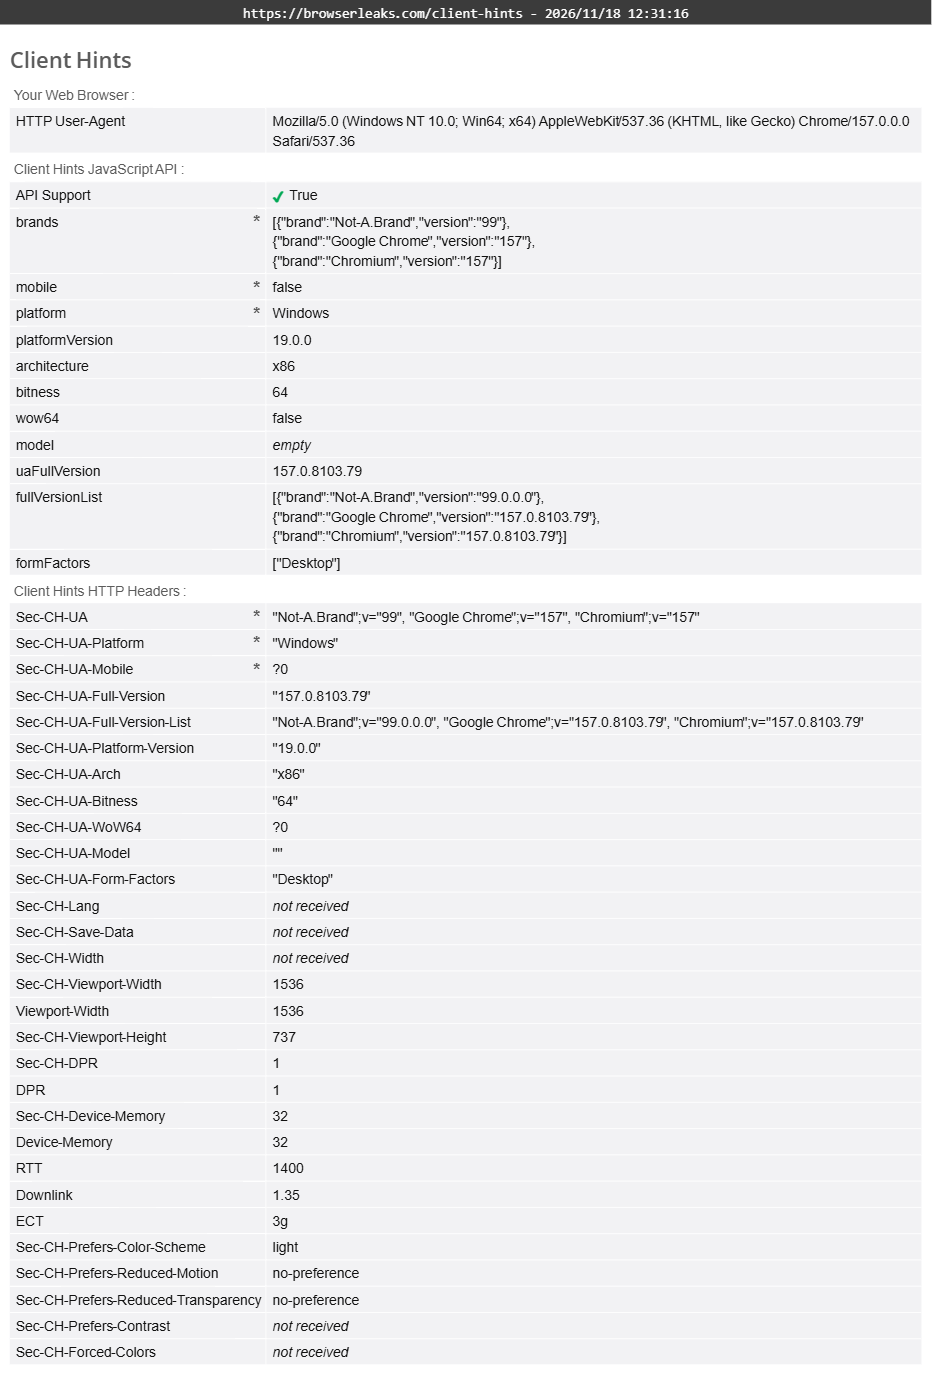 https://browserleaks.com/client-hints - 2026/11/18 12:31:16
Client Hints
Your Web Browser :
HTTP User-Agent Mozilla/5.0 (Windows NT 10.0; Win64; x64) AppleWebKit/537.36 (KHTML, like Gecko) Chrome/157.0.0.0
Safari/537.36
Client Hints JavaScript API :
API Support ✔ True
brands * [{"brand":"Not-A.Brand","version":"99"},
{"brand":"Google Chrome","version":"157"},
{"brand":"Chromium","version":"157"}]
mobile * false
platform * Windows
platformVersion 19.0.0
architecture x86
bitness 64
wow64 false
model empty
uaFullVersion 157.0.8103.79
fullVersionList [{"brand":"Not-A.Brand","version":"99.0.0.0"},
{"brand":"Google Chrome","version":"157.0.8103.79"},
{"brand":"Chromium","version":"157.0.8103.79"}]
formFactors ["Desktop"]
Client Hints HTTP Headers :
Sec-CH-UA * "Not-A.Brand";v="99", "Google Chrome";v="157", "Chromium";v="157"
Sec-CH-UA-Platform * "Windows"
Sec-CH-UA-Mobile * ?0
Sec-CH-UA-Full-Version "157.0.8103.79"
Sec-CH-UA-Full-Version-List "Not-A.Brand";v="99.0.0.0", "Google Chrome";v="157.0.8103.79", "Chromium";v="157.0.8103.79"
Sec-CH-UA-Platform-Version "19.0.0"
Sec-CH-UA-Arch "x86"
Sec-CH-UA-Bitness "64"
Sec-CH-UA-WoW64 ?0
Sec-CH-UA-Model ""
Sec-CH-UA-Form-Factors "Desktop"
Sec-CH-Lang not received
Sec-CH-Save-Data not received
Sec-CH-Width not received
Sec-CH-Viewport-Width 1536
Viewport-Width 1536
Sec-CH-Viewport-Height 737
Sec-CH-DPR 1
DPR 1
Sec-CH-Device-Memory 32
Device-Memory 32
RTT 1400
Downlink 1.35
ECT 3g
Sec-CH-Prefers-Color-Scheme light
Sec-CH-Prefers-Reduced-Motion no-preference
Sec-CH-Prefers-Reduced-Transparency no-preference
Sec-CH-Prefers-Contrast not received
Sec-CH-Forced-Colors not received